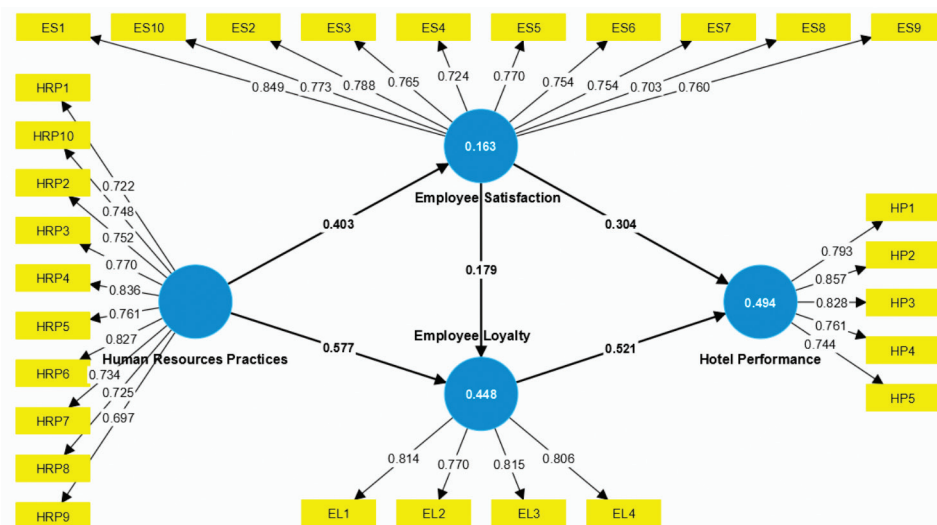 ES1 ES10 ES2 ES3 ES4 ES5 ES6 ES7 ES8 ES9
0.849 0.773 0.788 0.765 0.724 0.770 0.754 0.754 0.703 0.760
HRP1
HRP10
HRP2
HRP3
HRP4
HRP5
HRP6
HRP7
HRP8
HRP9
0.722
0.748
0.752
0.770
0.836
0.761
0.827
0.734
0.725
0.697
Human Resources Practices
0.403
0.577
0.163
Employee Satisfaction
0.179
0.304
Employee Loyalty
0.448
0.521
0.494
Hotel Performance
0.793
0.857
0.828
0.761
0.744
HP1
HP2
HP3
HP4
HP5
0.814 0.770 0.815 0.806
EL1 EL2 EL3 EL4